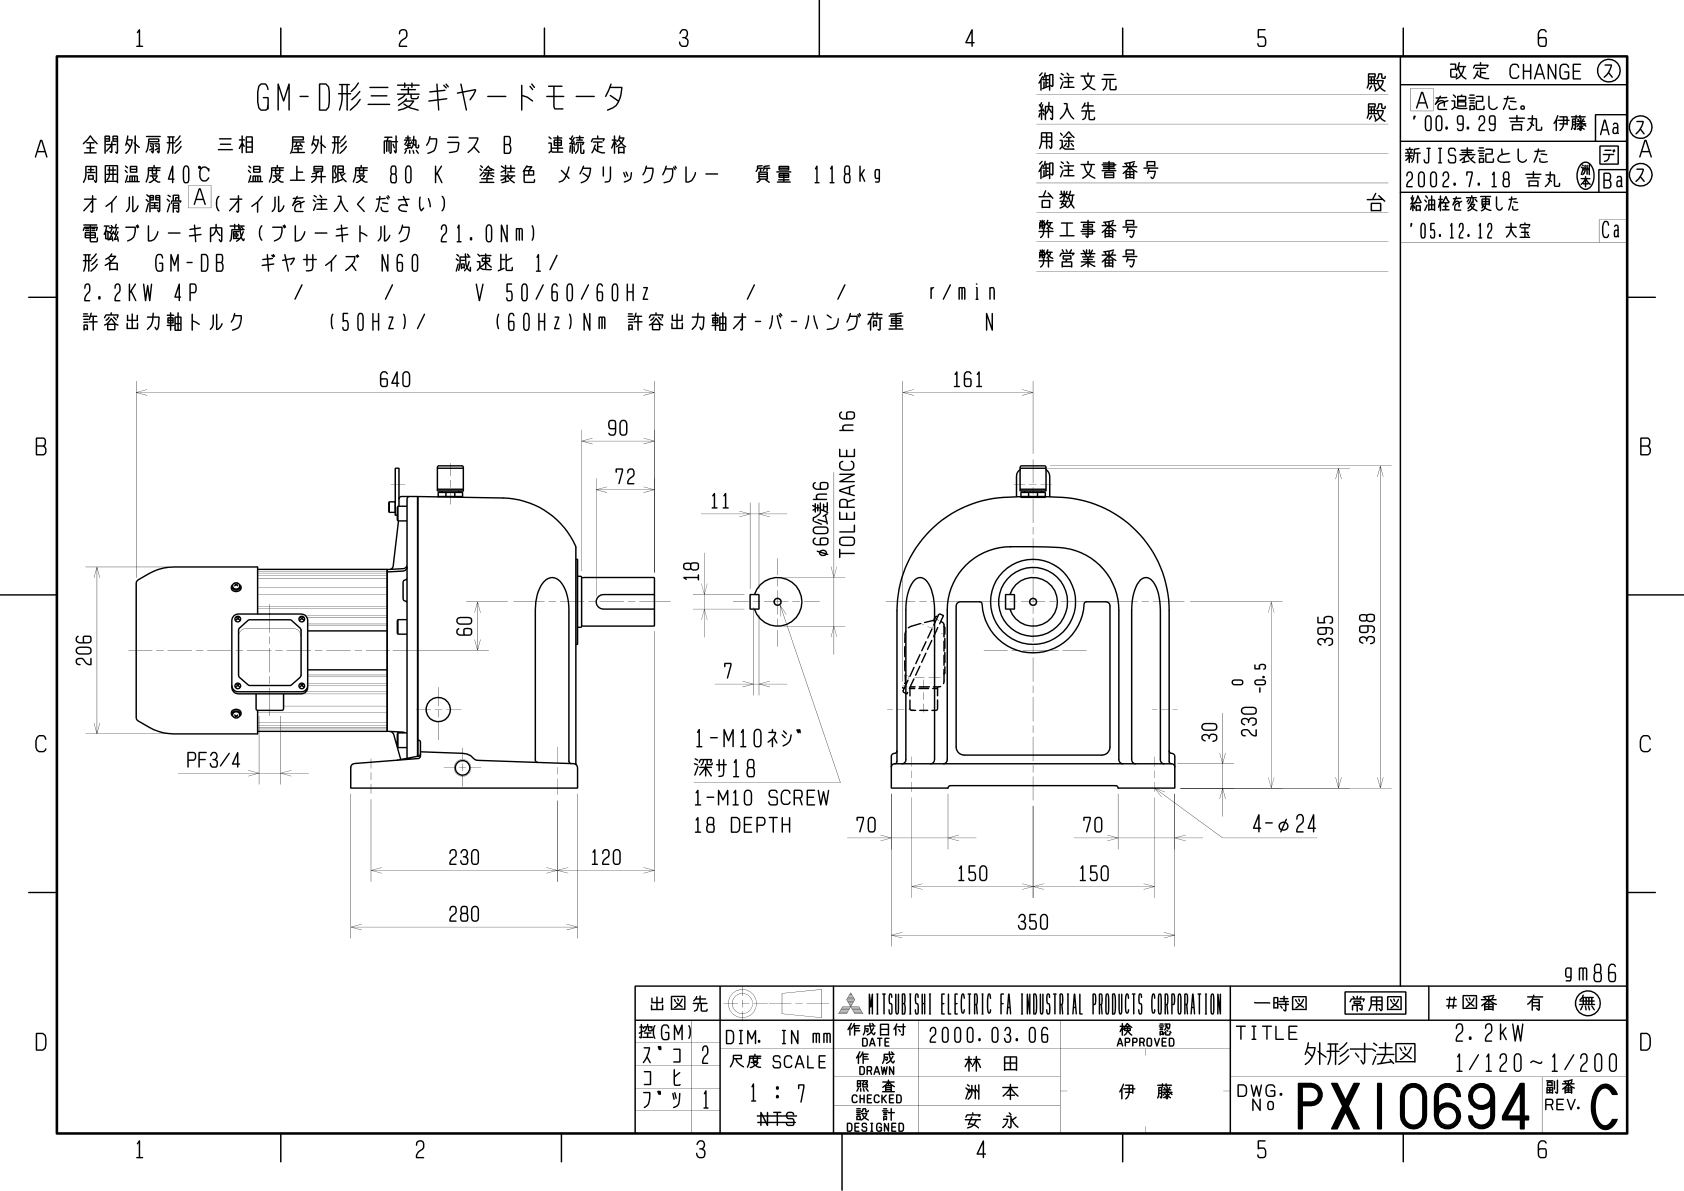 1 2 3 4 5 6
GM-D形三菱ギヤードモータ
全閉外扇形 三相 屋外形 耐熱クラス B 連続定格
周囲温度40℃ 温度上昇限度 80 K 塗装色 メタリックグレー 質量 118kg
オイル潤滑 A (オイルを注入ください)
電磁ブレーキ内蔵(ブレーキトルク 21.0Nm)
形名 GM-DB ギヤサイズ N60 減速比 1/
2.2KW 4P / / V 50/60/60Hz / / r/min
許容出力軸トルク (50Hz)/ (60Hz)Nm 許容出力軸オーバーハング荷重 N
御注文元 殿
納入先 殿
用途
御注文書番号
台数 台
弊工事番号
弊営業番号
改定 CHANGE ス
Aを追記した。
'00.9.29 吉丸 伊藤 Aa ス
新JIS表記とした デ
2002.7.18 吉丸 洲本 Ba ス
給油栓を変更した
'05.12.12 大宝 Ca
A A
B B
C C
D D
640
90
72
11
18
7
φ60公差h6
TOLERANCE h6
206
60
PF3/4
230
120
280
1-M10ネジ
深サ18
1-M10 SCREW
18 DEPTH
161
395
398
230 0 -0.5
30
70
70
4-φ24
150
150
350
gm86
出図先
控(GM)
ズコ 2
コヒ
ブツ 1
DIM. IN mm
尺度 SCALE
1 : 7
NTS
MITSUBISHI ELECTRIC FA INDUSTRIAL PRODUCTS CORPORATION
作成日付
DATE
2000.03.06
検 認
APPROVED
作 成
DRAWN
林 田
照 査
CHECKED
洲 本
伊 藤
設 計
DESIGNED
安 永
一時図 常用図 #図番 有 無
TITLE
外形寸法図
2.2kW
1/120~1/200
DWG.
No
PX10694
副番
REV.
C
1 2 3 4 5 6